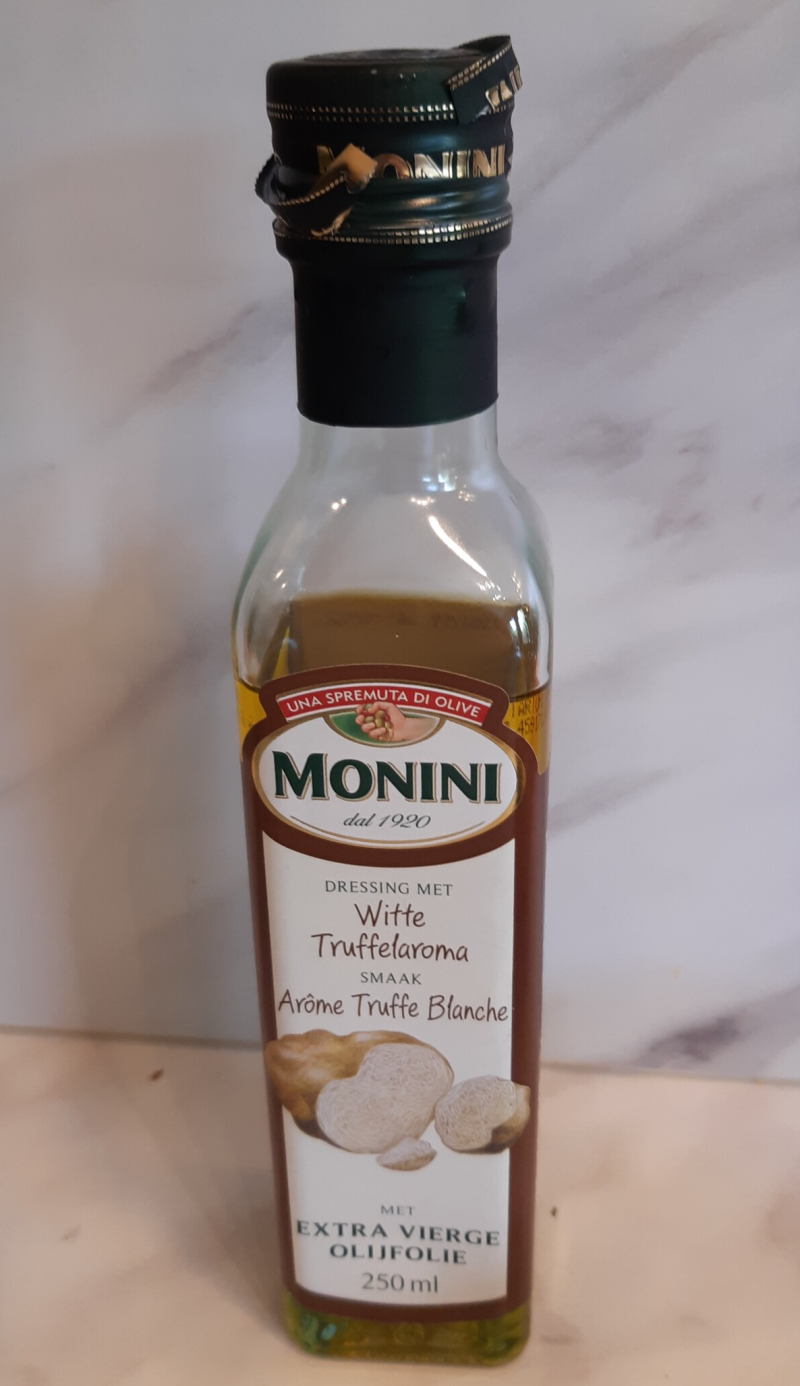 MONINI
UNA SPREMUTA DI OLIVE
MONINI
dal 1920
DRESSING MET
Witte
Truffelaroma
SMAAK
Arôme Truffe Blanche
MET
EXTRA VIERGE
OLIJFOLIE
250 ml